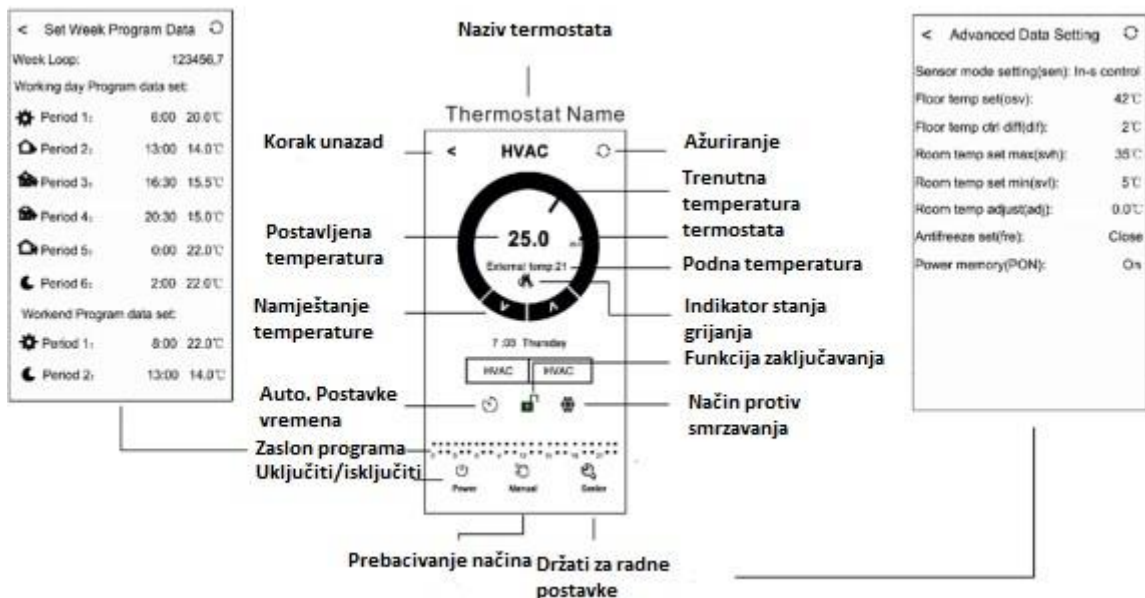 < Set Week Program Data
Week Loop: 123456,7
Working day Program data set:
Period 1: 6:00 20.0℃
Period 2: 13:00 14.0℃
Period 3: 16:30 15.5℃
Period 4: 20:30 15.0℃
Period 5: 0:00 22.0℃
Period 6: 2:00 22.0℃
Workend Program data set:
Period 1: 8:00 22.0℃
Period 2: 13:00 14.0℃
Naziv termostata
Thermostat Name
Korak unazad
< HVAC
Ažuriranje
Trenutna
temperatura
termostata
Postavljena
temperatura
25.0
External temp:21
Podna temperatura
Namještanje
temperature
Indikator stanja
grijanja
7:03 Thursday
Funkcija zaključavanja
HVAC HVAC
Auto. Postavke
vremena
Način protiv
smrzavanja
Zaslon programa
Uključiti/isključiti
Power Manual
Prebacivanje načina
Držati za radne
postavke
< Advanced Data Setting
Sensor mode setting(sen): In-s control
Floor temp set(osv): 42℃
Floor temp ctrl diff(dif): 2℃
Room temp set max(svh): 35℃
Room temp set min(svl): 5℃
Room temp adjust(adj): 0.0℃
Antifreeze set(fre): Close
Power memory(PON): On